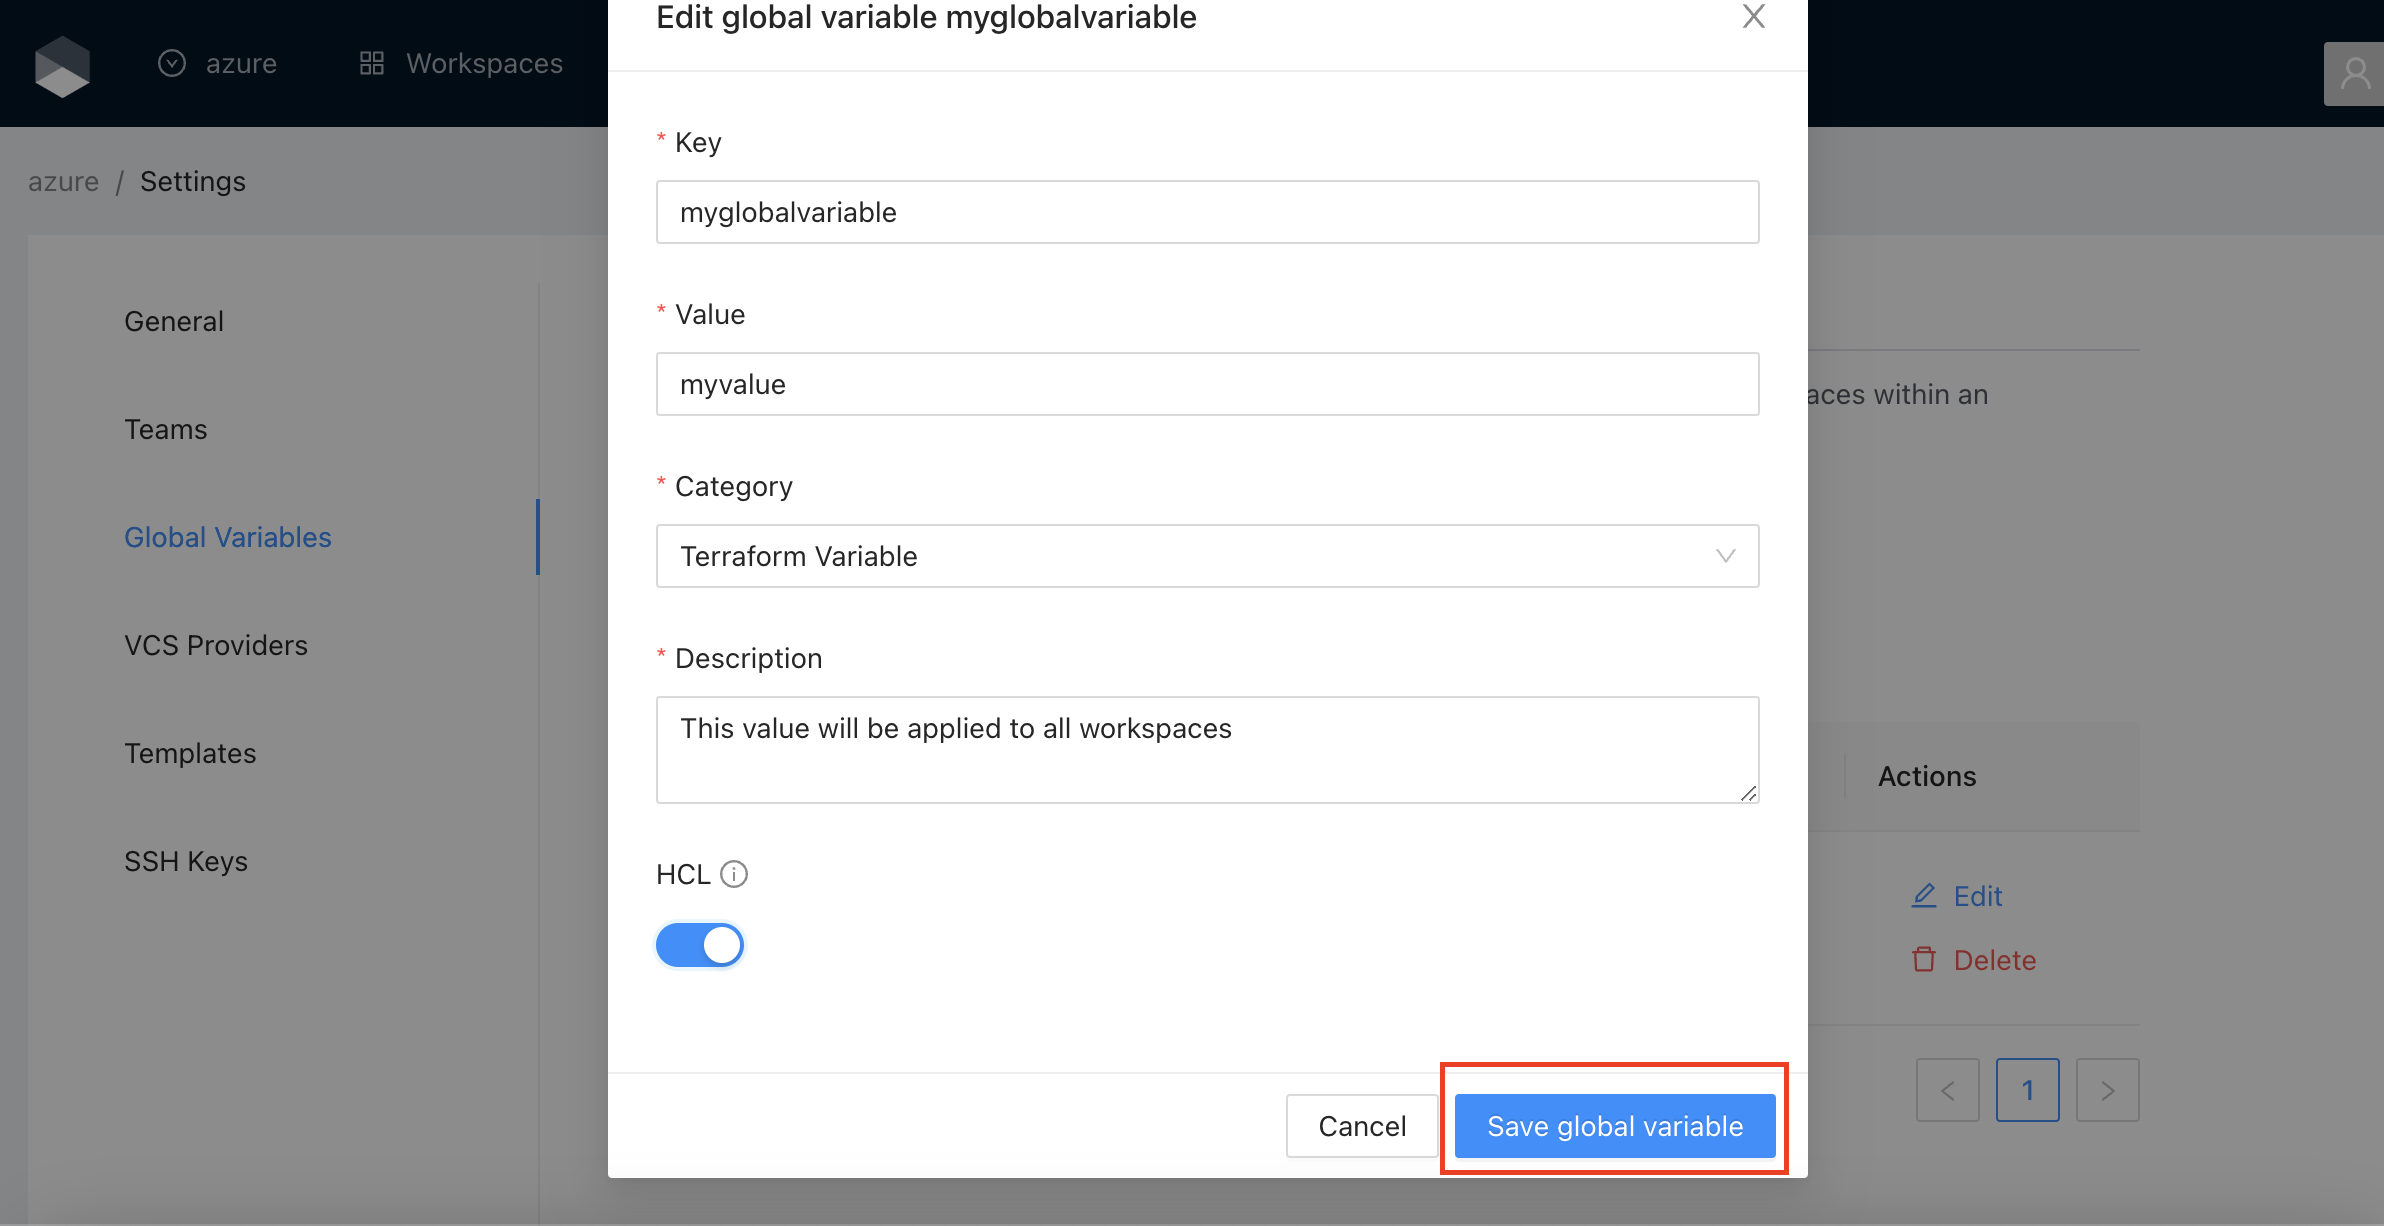 Edit global variable myglobalvariable
azure
Workspaces
azure / Settings
General
Teams
Global Variables
VCS Providers
Templates
SSH Keys
* Key
myglobalvariable
* Value
myvalue
* Category
Terraform Variable
* Description
This value will be applied to all workspaces
HCL
Cancel
Save global variable
aces within an
Actions
Edit
Delete
< 1 >